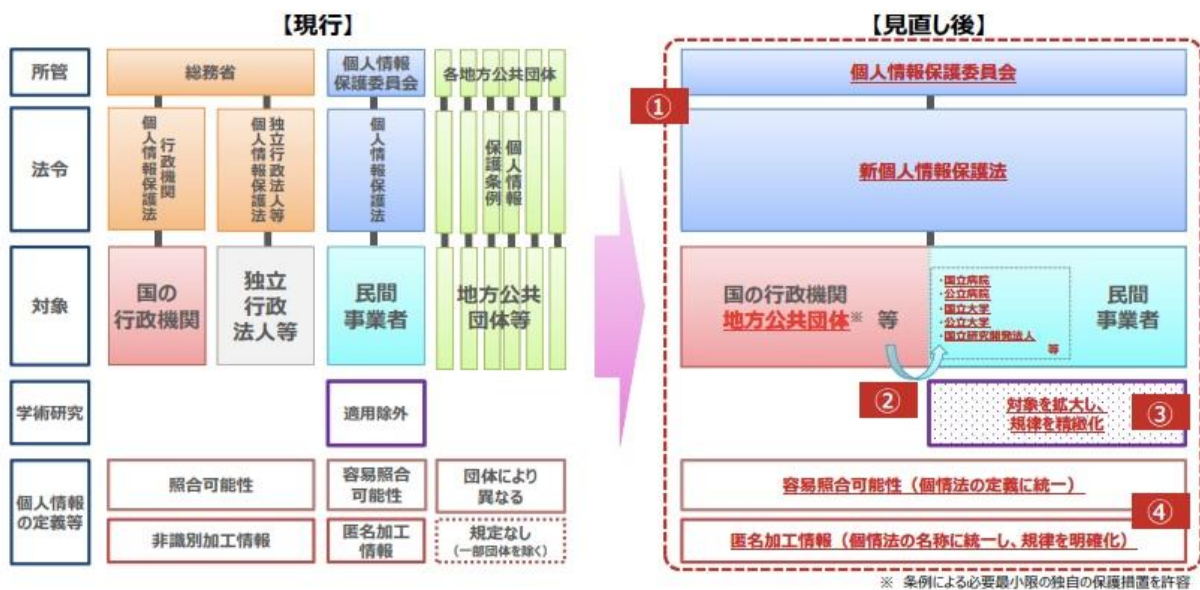 【現行】
【見直し後】
所管
総務省
個人情報
保護委員会
各地方公共団体
個人情報保護委員会
①
法令
行政機関
個人情報保護法
独立行政法人等
個人情報保護法
個人情報保護法
個人情報
保護条例
新個人情報保護法
対象
国の
行政機関
独立
行政
法人等
民間
事業者
地方公共
団体等
国の行政機関
地方公共団体※ 等
・国立病院
・公立病院
・国立大学
・公立大学
・国立研究開発法人
等
民間
事業者
②
学術研究
適用除外
対象を拡大し、
規律を精緻化
③
個人情報
の定義等
照合可能性
容易照合
可能性
団体により
異なる
容易照合可能性（個情法の定義に統一）
④
非識別加工情報
匿名加工
情報
規定なし
（一部団体を除く）
匿名加工情報（個情法の名称に統一し、規律を明確化）
※ 条例による必要最小限の独自の保護措置を許容